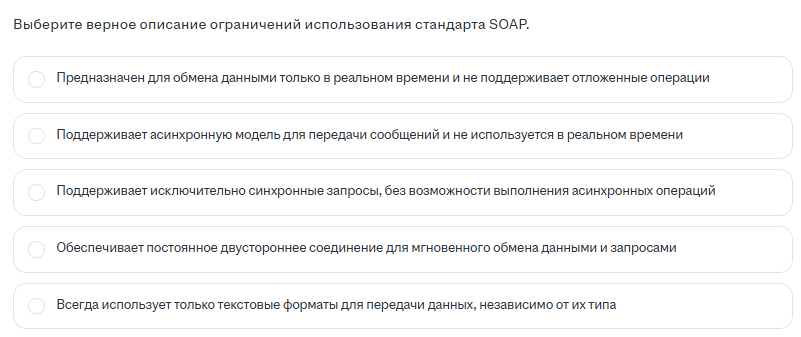 Выберите верное описание ограничений использования стандарта SOAP.
Предназначен для обмена данными только в реальном времени и не поддерживает отложенные операции
Поддерживает асинхронную модель для передачи сообщений и не используется в реальном времени
Поддерживает исключительно синхронные запросы, без возможности выполнения асинхронных операций
Обеспечивает постоянное двустороннее соединение для мгновенного обмена данными и запросами
Всегда использует только текстовые форматы для передачи данных, независимо от их типа